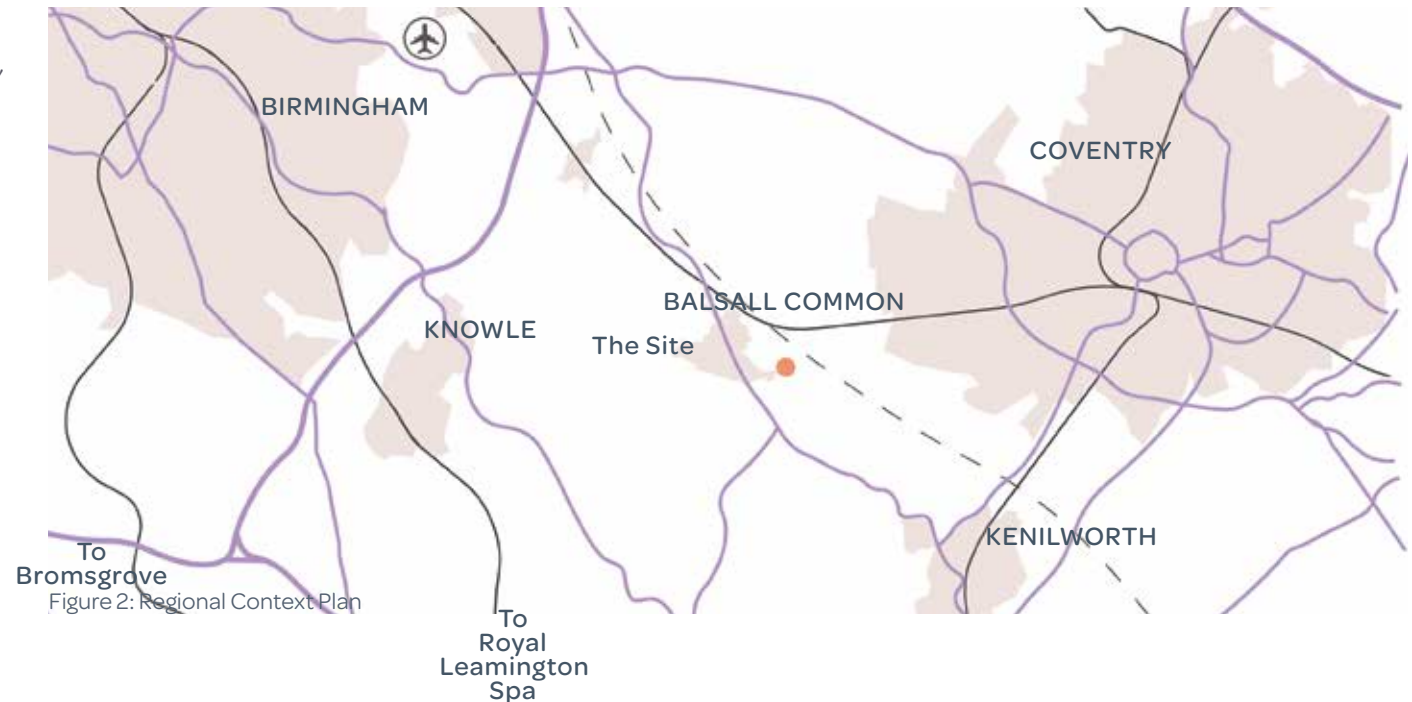 BIRMINGHAM
COVENTRY
BALSALL COMMON
KNOWLE
The Site
KENILWORTH
To
Bromsgrove
Figure 2: Regional Context Plan
To
Royal
Leamington
Spa